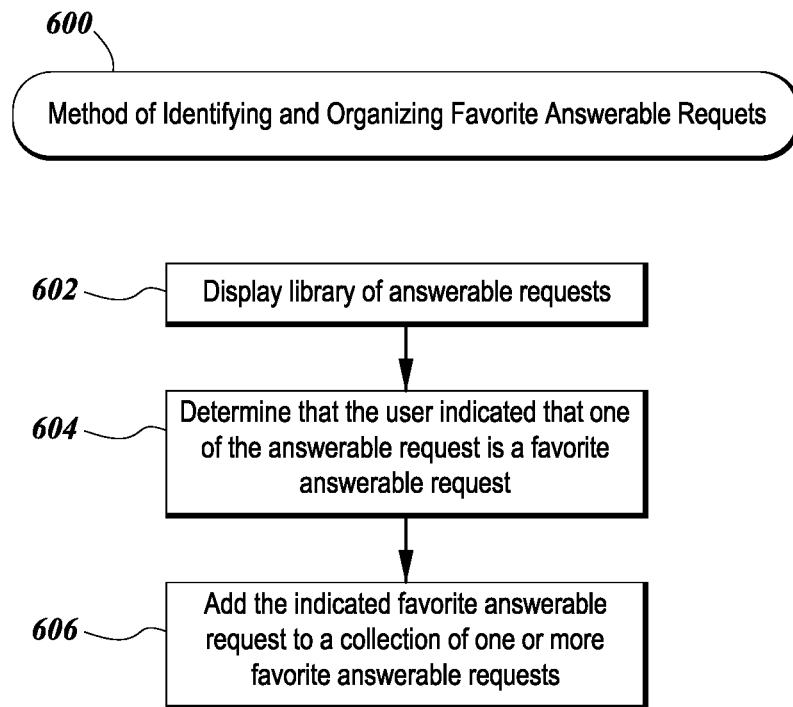 600
Method of Identifying and Organizing Favorite Answerable Requets
602
Display library of answerable requests
604
Determine that the user indicated that one
of the answerable request is a favorite
answerable request
606
Add the indicated favorite answerable
request to a collection of one or more
favorite answerable requests